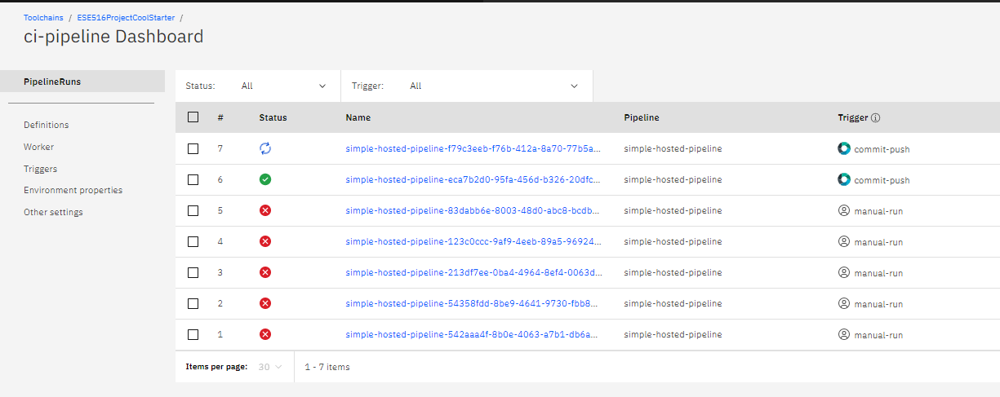 Toolchains / ESE516ProjectCoolStarter /
ci-pipeline Dashboard
PipelineRuns
Definitions
Worker
Triggers
Environment properties
Other settings
Status: All Trigger: All
# Status Name Pipeline Trigger
7 simple-hosted-pipeline-f79c3eeb-f76b-412a-8a70-77b5a... simple-hosted-pipeline commit-push
6 simple-hosted-pipeline-eca7b2d0-95fa-456d-b326-20dfc... simple-hosted-pipeline commit-push
5 simple-hosted-pipeline-83dabb6e-8003-48d0-abc8-bcdb... simple-hosted-pipeline manual-run
4 simple-hosted-pipeline-123c0ccc-9af9-4eeb-89a5-96924... simple-hosted-pipeline manual-run
3 simple-hosted-pipeline-213df7ee-0ba4-4964-8ef4-0063d... simple-hosted-pipeline manual-run
2 simple-hosted-pipeline-54358fdd-8be9-4641-9730-fbb8... simple-hosted-pipeline manual-run
1 simple-hosted-pipeline-542aaa4f-8b0e-4063-a7b1-db6a... simple-hosted-pipeline manual-run
Items per page: 30 1 - 7 items